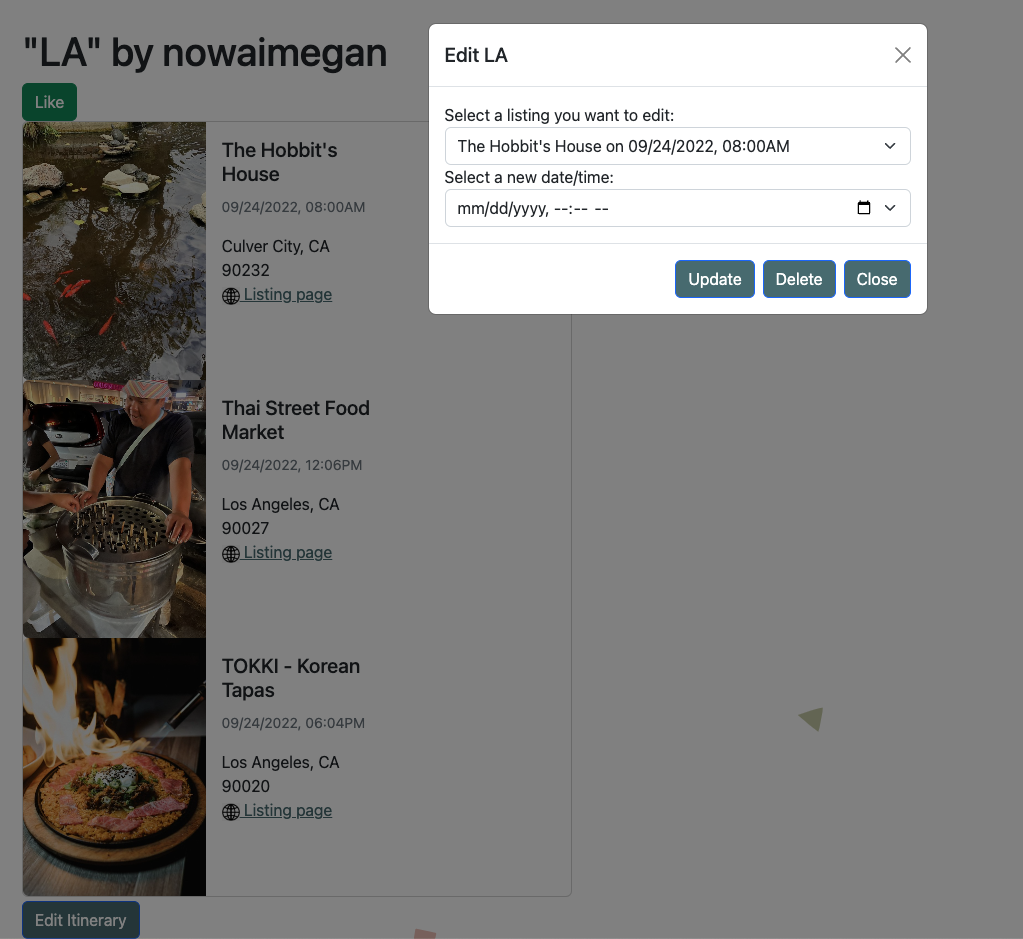 "LA" by nowaimegan
Like
The Hobbit's
House
09/24/2022, 08:00AM
Culver City, CA
90232
Listing page
Thai Street Food
Market
09/24/2022, 12:06PM
Los Angeles, CA
90027
Listing page
TOKKI - Korean
Tapas
09/24/2022, 06:04PM
Los Angeles, CA
90020
Listing page
Edit Itinerary
Edit LA
Select a listing you want to edit:
The Hobbit's House on 09/24/2022, 08:00AM
Select a new date/time:
mm/dd/yyyy, --:-- --
Update
Delete
Close